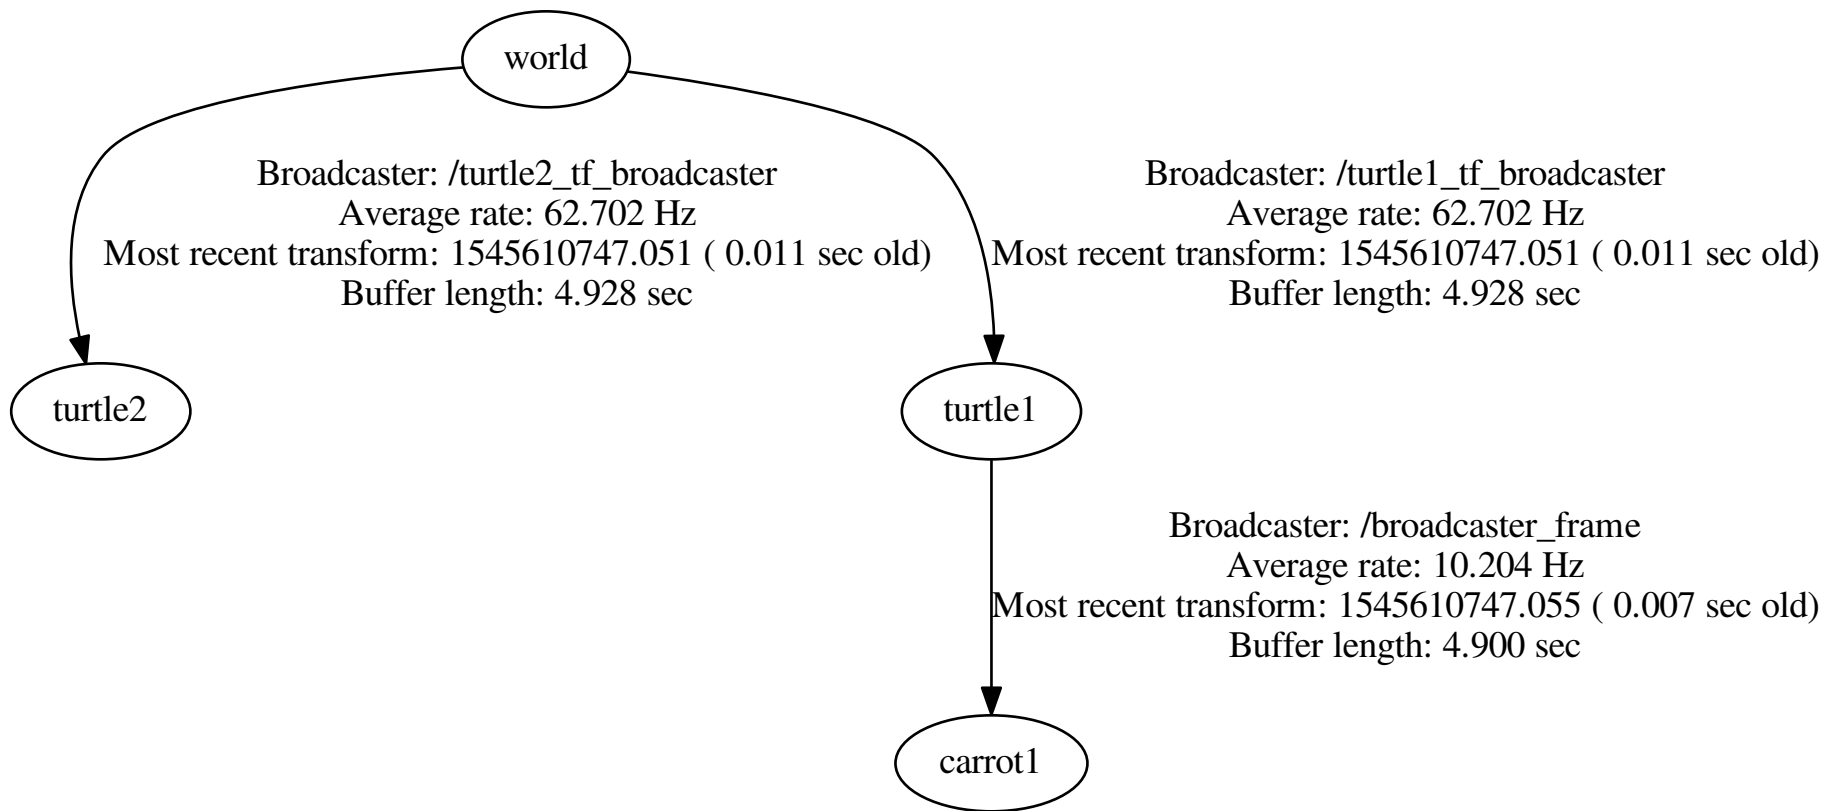 world
Broadcaster: /turtle2_tf_broadcaster
Average rate: 62.702 Hz
Most recent transform: 1545610747.051 ( 0.011 sec old)
Buffer length: 4.928 sec
Broadcaster: /turtle1_tf_broadcaster
Average rate: 62.702 Hz
Most recent transform: 1545610747.051 ( 0.011 sec old)
Buffer length: 4.928 sec
turtle2
turtle1
Broadcaster: /broadcaster_frame
Average rate: 10.204 Hz
Most recent transform: 1545610747.055 ( 0.007 sec old)
Buffer length: 4.900 sec
carrot1